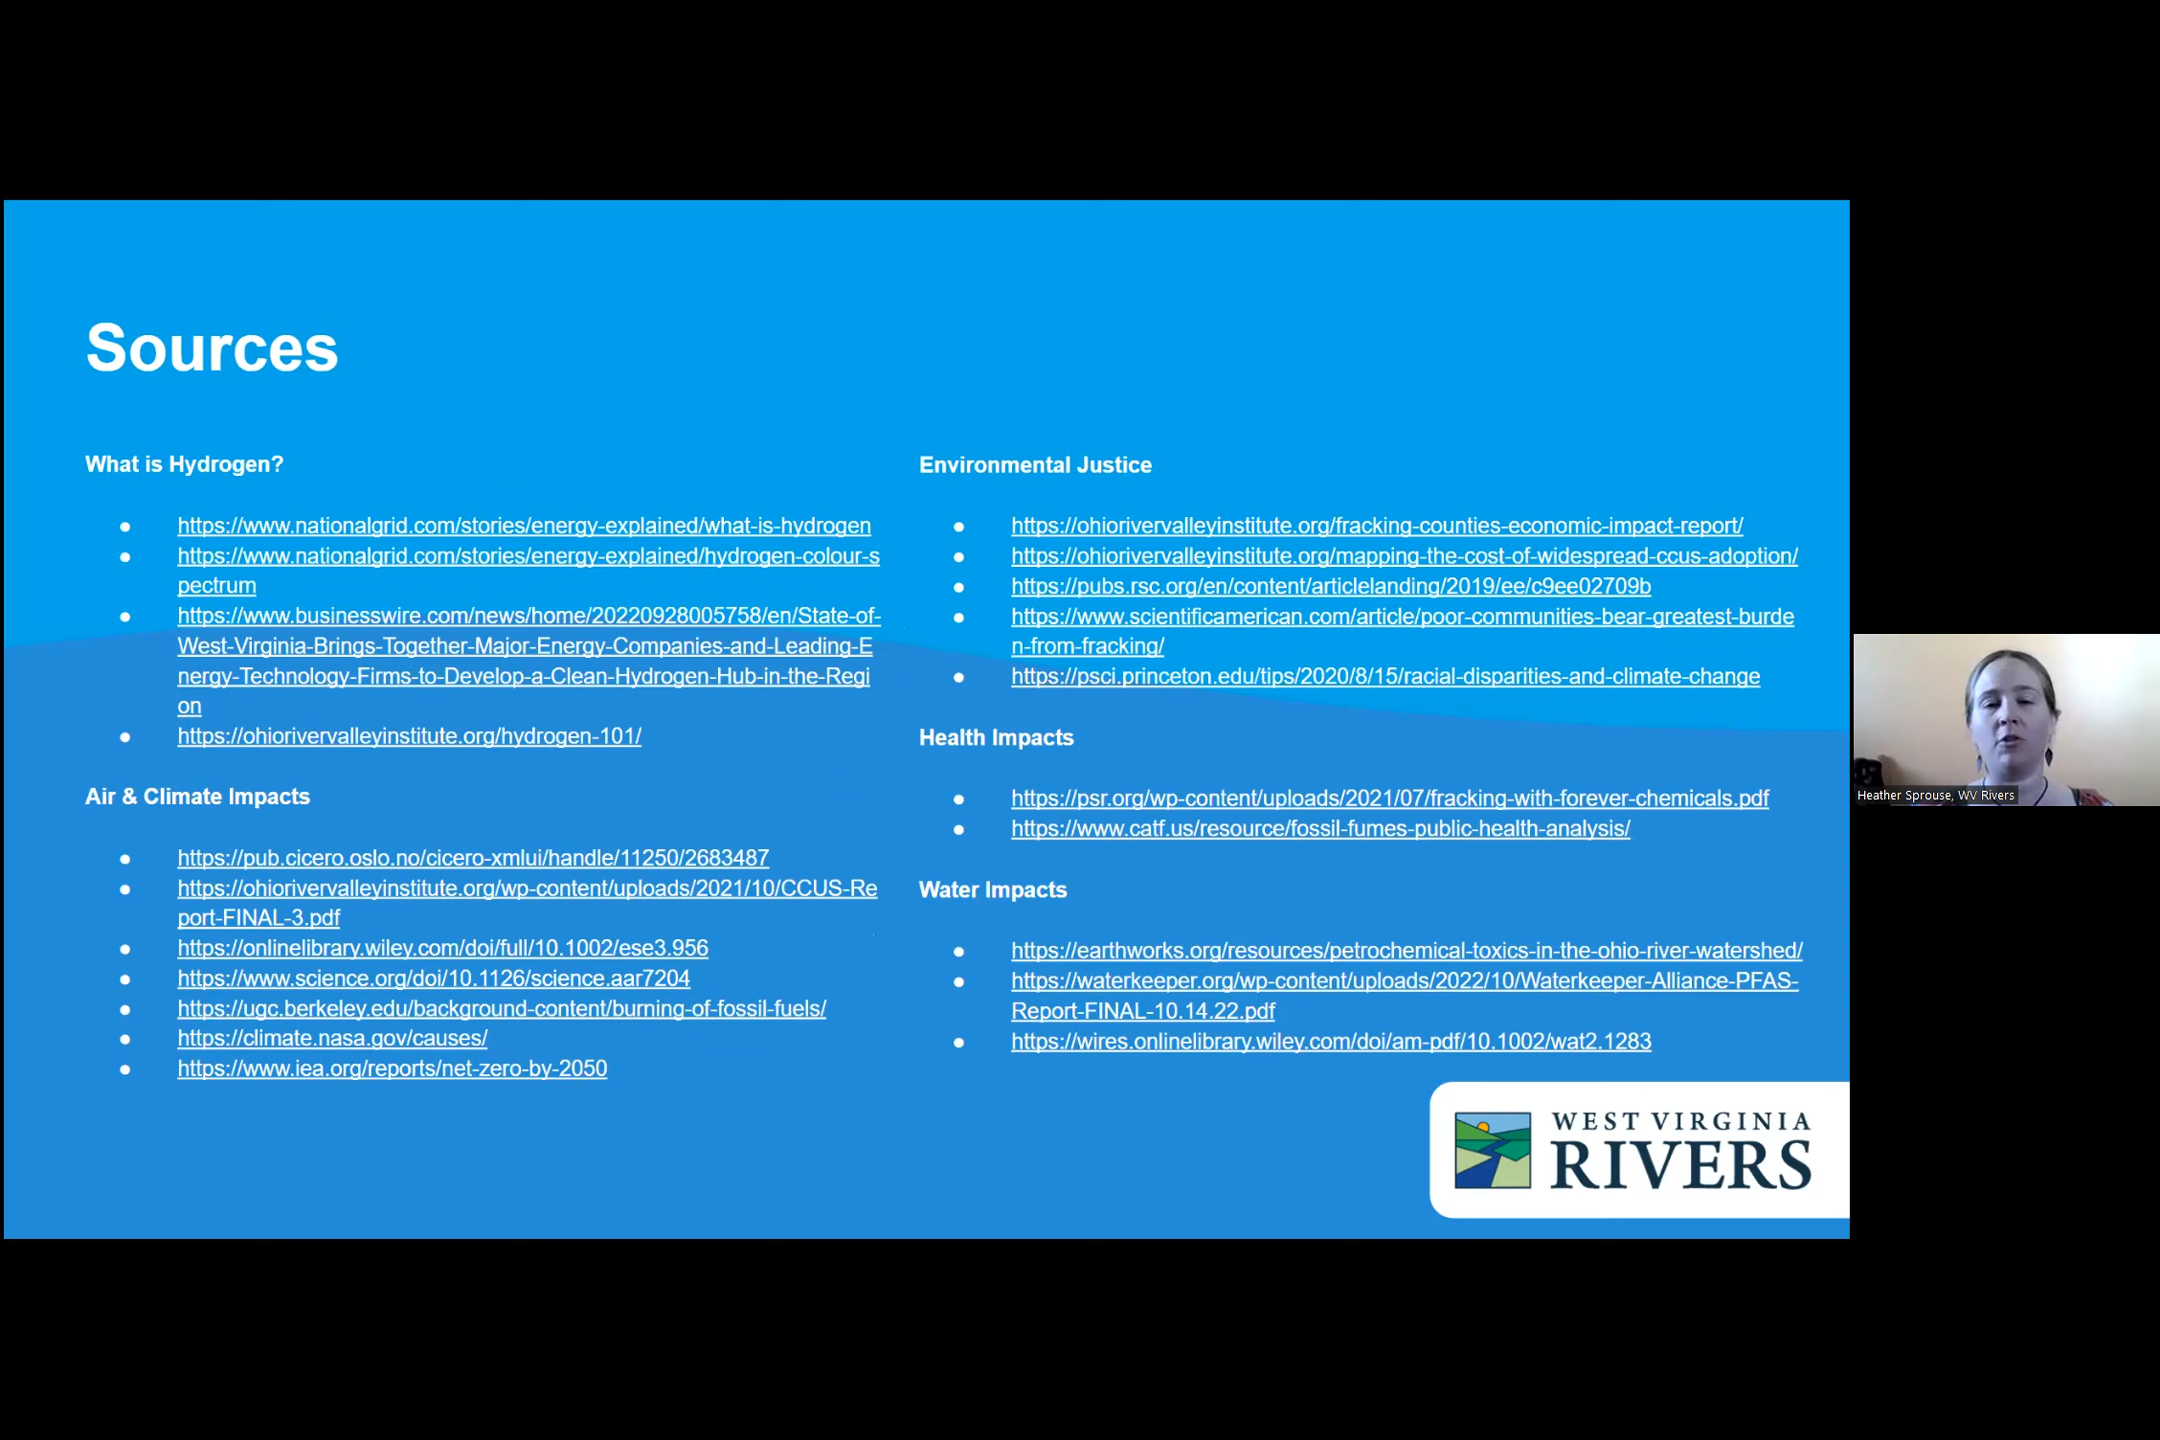 Sources
What is Hydrogen?
● https://www.nationalgrid.com/stories/energy-explained/what-is-hydrogen
● https://www.nationalgrid.com/stories/energy-explained/hydrogen-colour-s
pectrum
● https://www.businesswire.com/news/home/20220928005758/en/State-of-
West-Virginia-Brings-Together-Major-Energy-Companies-and-Leading-E
nergy-Technology-Firms-to-Develop-a-Clean-Hydrogen-Hub-in-the-Regi
on
● https://ohiorivervalleyinstitute.org/hydrogen-101/
Air & Climate Impacts
● https://pub.cicero.oslo.no/cicero-xmlui/handle/11250/2683487
● https://ohiorivervalleyinstitute.org/wp-content/uploads/2021/10/CCUS-Re
port-FINAL-3.pdf
● https://onlinelibrary.wiley.com/doi/full/10.1002/ese3.956
● https://www.science.org/doi/10.1126/science.aar7204
● https://ugc.berkeley.edu/background-content/burning-of-fossil-fuels/
● https://climate.nasa.gov/causes/
● https://www.iea.org/reports/net-zero-by-2050
Environmental Justice
● https://ohiorivervalleyinstitute.org/fracking-counties-economic-impact-report/
● https://ohiorivervalleyinstitute.org/mapping-the-cost-of-widespread-ccus-adoption/
● https://pubs.rsc.org/en/content/articlelanding/2019/ee/c9ee02709b
● https://www.scientificamerican.com/article/poor-communities-bear-greatest-burde
n-from-fracking/
● https://psci.princeton.edu/tips/2020/8/15/racial-disparities-and-climate-change
Health Impacts
● https://psr.org/wp-content/uploads/2021/07/fracking-with-forever-chemicals.pdf
● https://www.catf.us/resource/fossil-fumes-public-health-analysis/
Water Impacts
● https://earthworks.org/resources/petrochemical-toxics-in-the-ohio-river-watershed/
● https://waterkeeper.org/wp-content/uploads/2022/10/Waterkeeper-Alliance-PFAS-
Report-FINAL-10.14.22.pdf
● https://wires.onlinelibrary.wiley.com/doi/am-pdf/10.1002/wat2.1283
WEST VIRGINIA
RIVERS
Heather Sprouse, WV Rivers